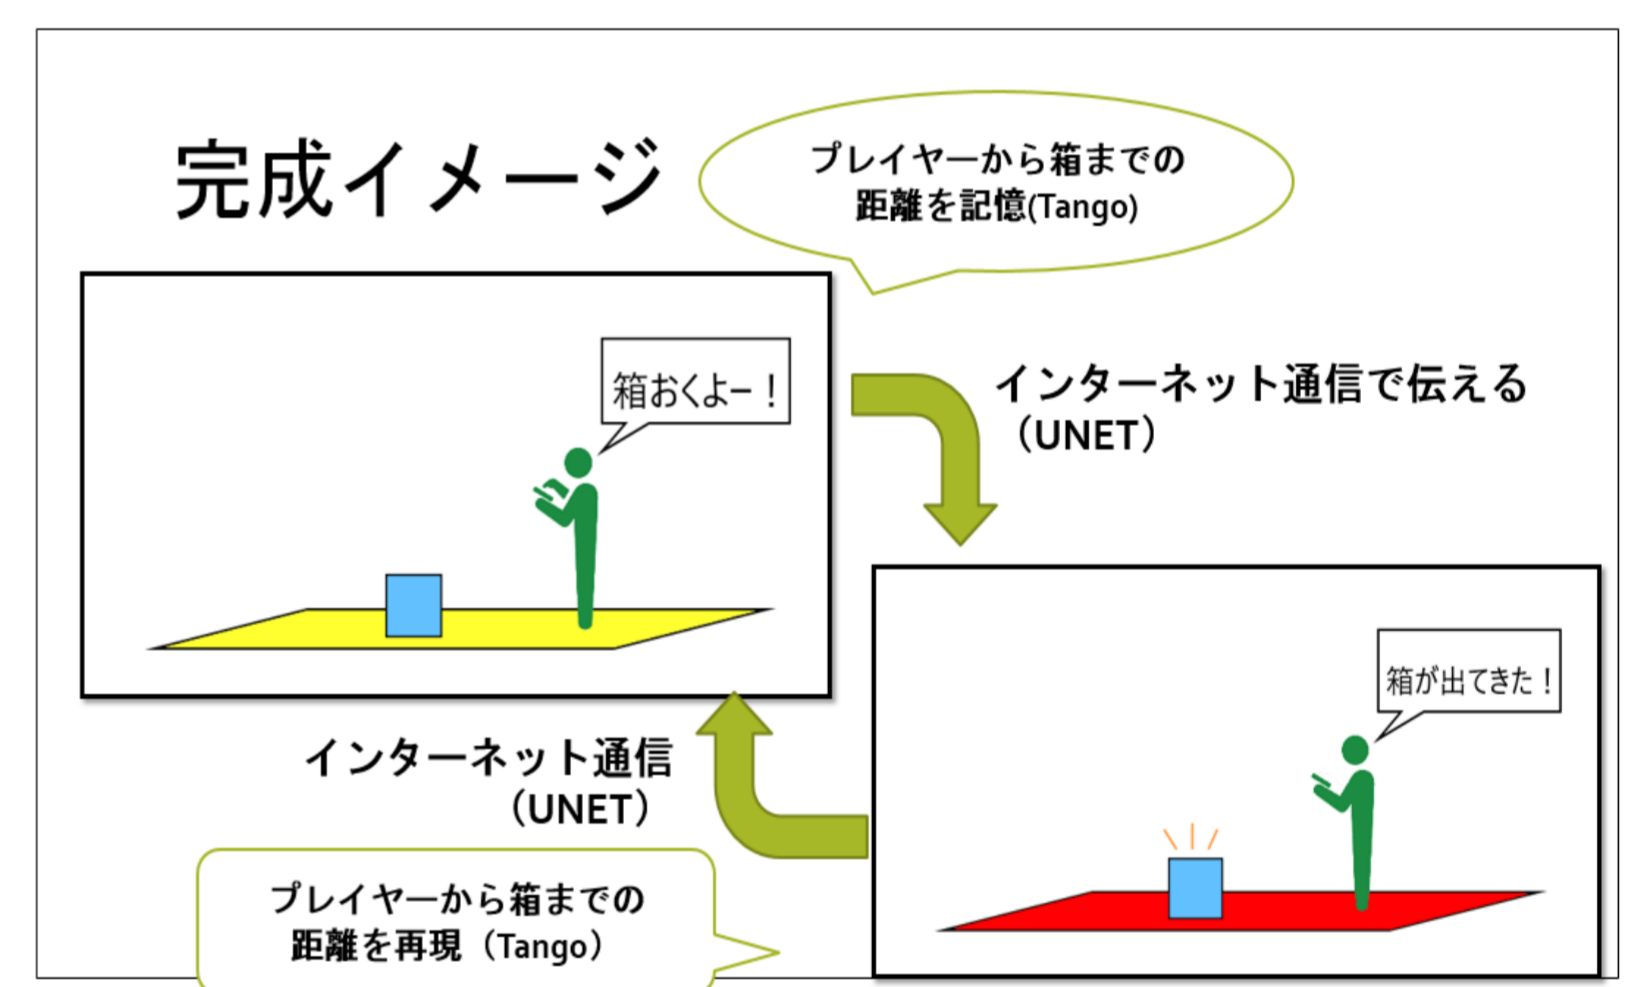 完成イメージ
プレイヤーから箱までの
距離を記憶(Tango)
箱おくよー！
インターネット通信で伝える
（UNET）
箱が出てきた！
インターネット通信
（UNET）
プレイヤーから箱までの
距離を再現（Tango）